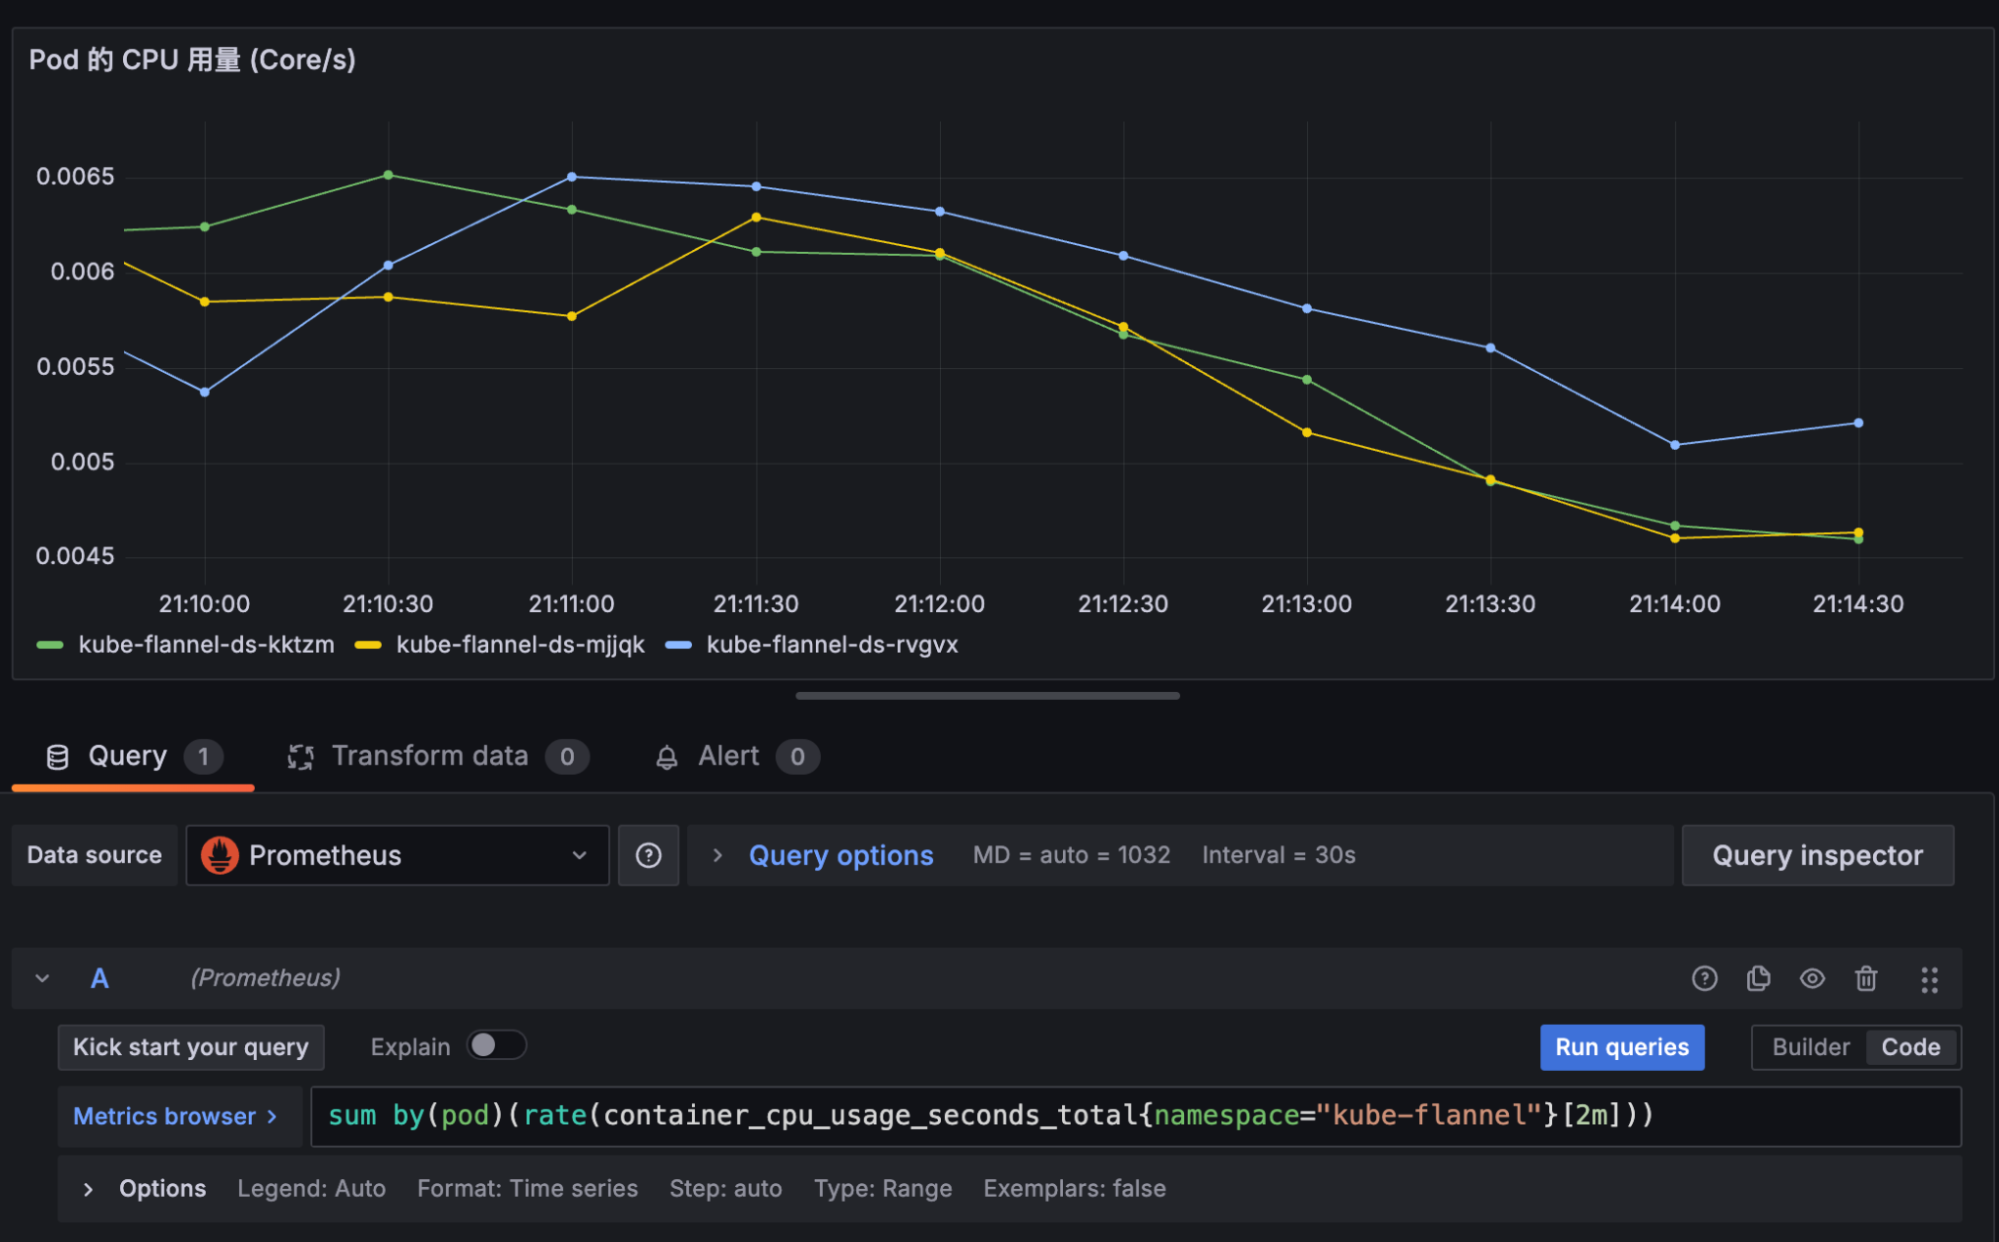 Pod 的 CPU 用量 (Core/s)
0.0065
0.006
0.0055
0.005
0.0045
21:10:00 21:10:30 21:11:00 21:11:30 21:12:00 21:12:30 21:13:00 21:13:30 21:14:00 21:14:30
kube-flannel-ds-kktzm kube-flannel-ds-mjjqk kube-flannel-ds-rvgvx
Query 1 Transform data 0 Alert 0
Data source Prometheus Query options MD = auto = 1032 Interval = 30s Query inspector
A (Prometheus)
Kick start your query Explain Run queries Builder Code
Metrics browser > sum by(pod)(rate(container_cpu_usage_seconds_total{namespace="kube-flannel"}[2m]))
Options Legend: Auto Format: Time series Step: auto Type: Range Exemplars: false